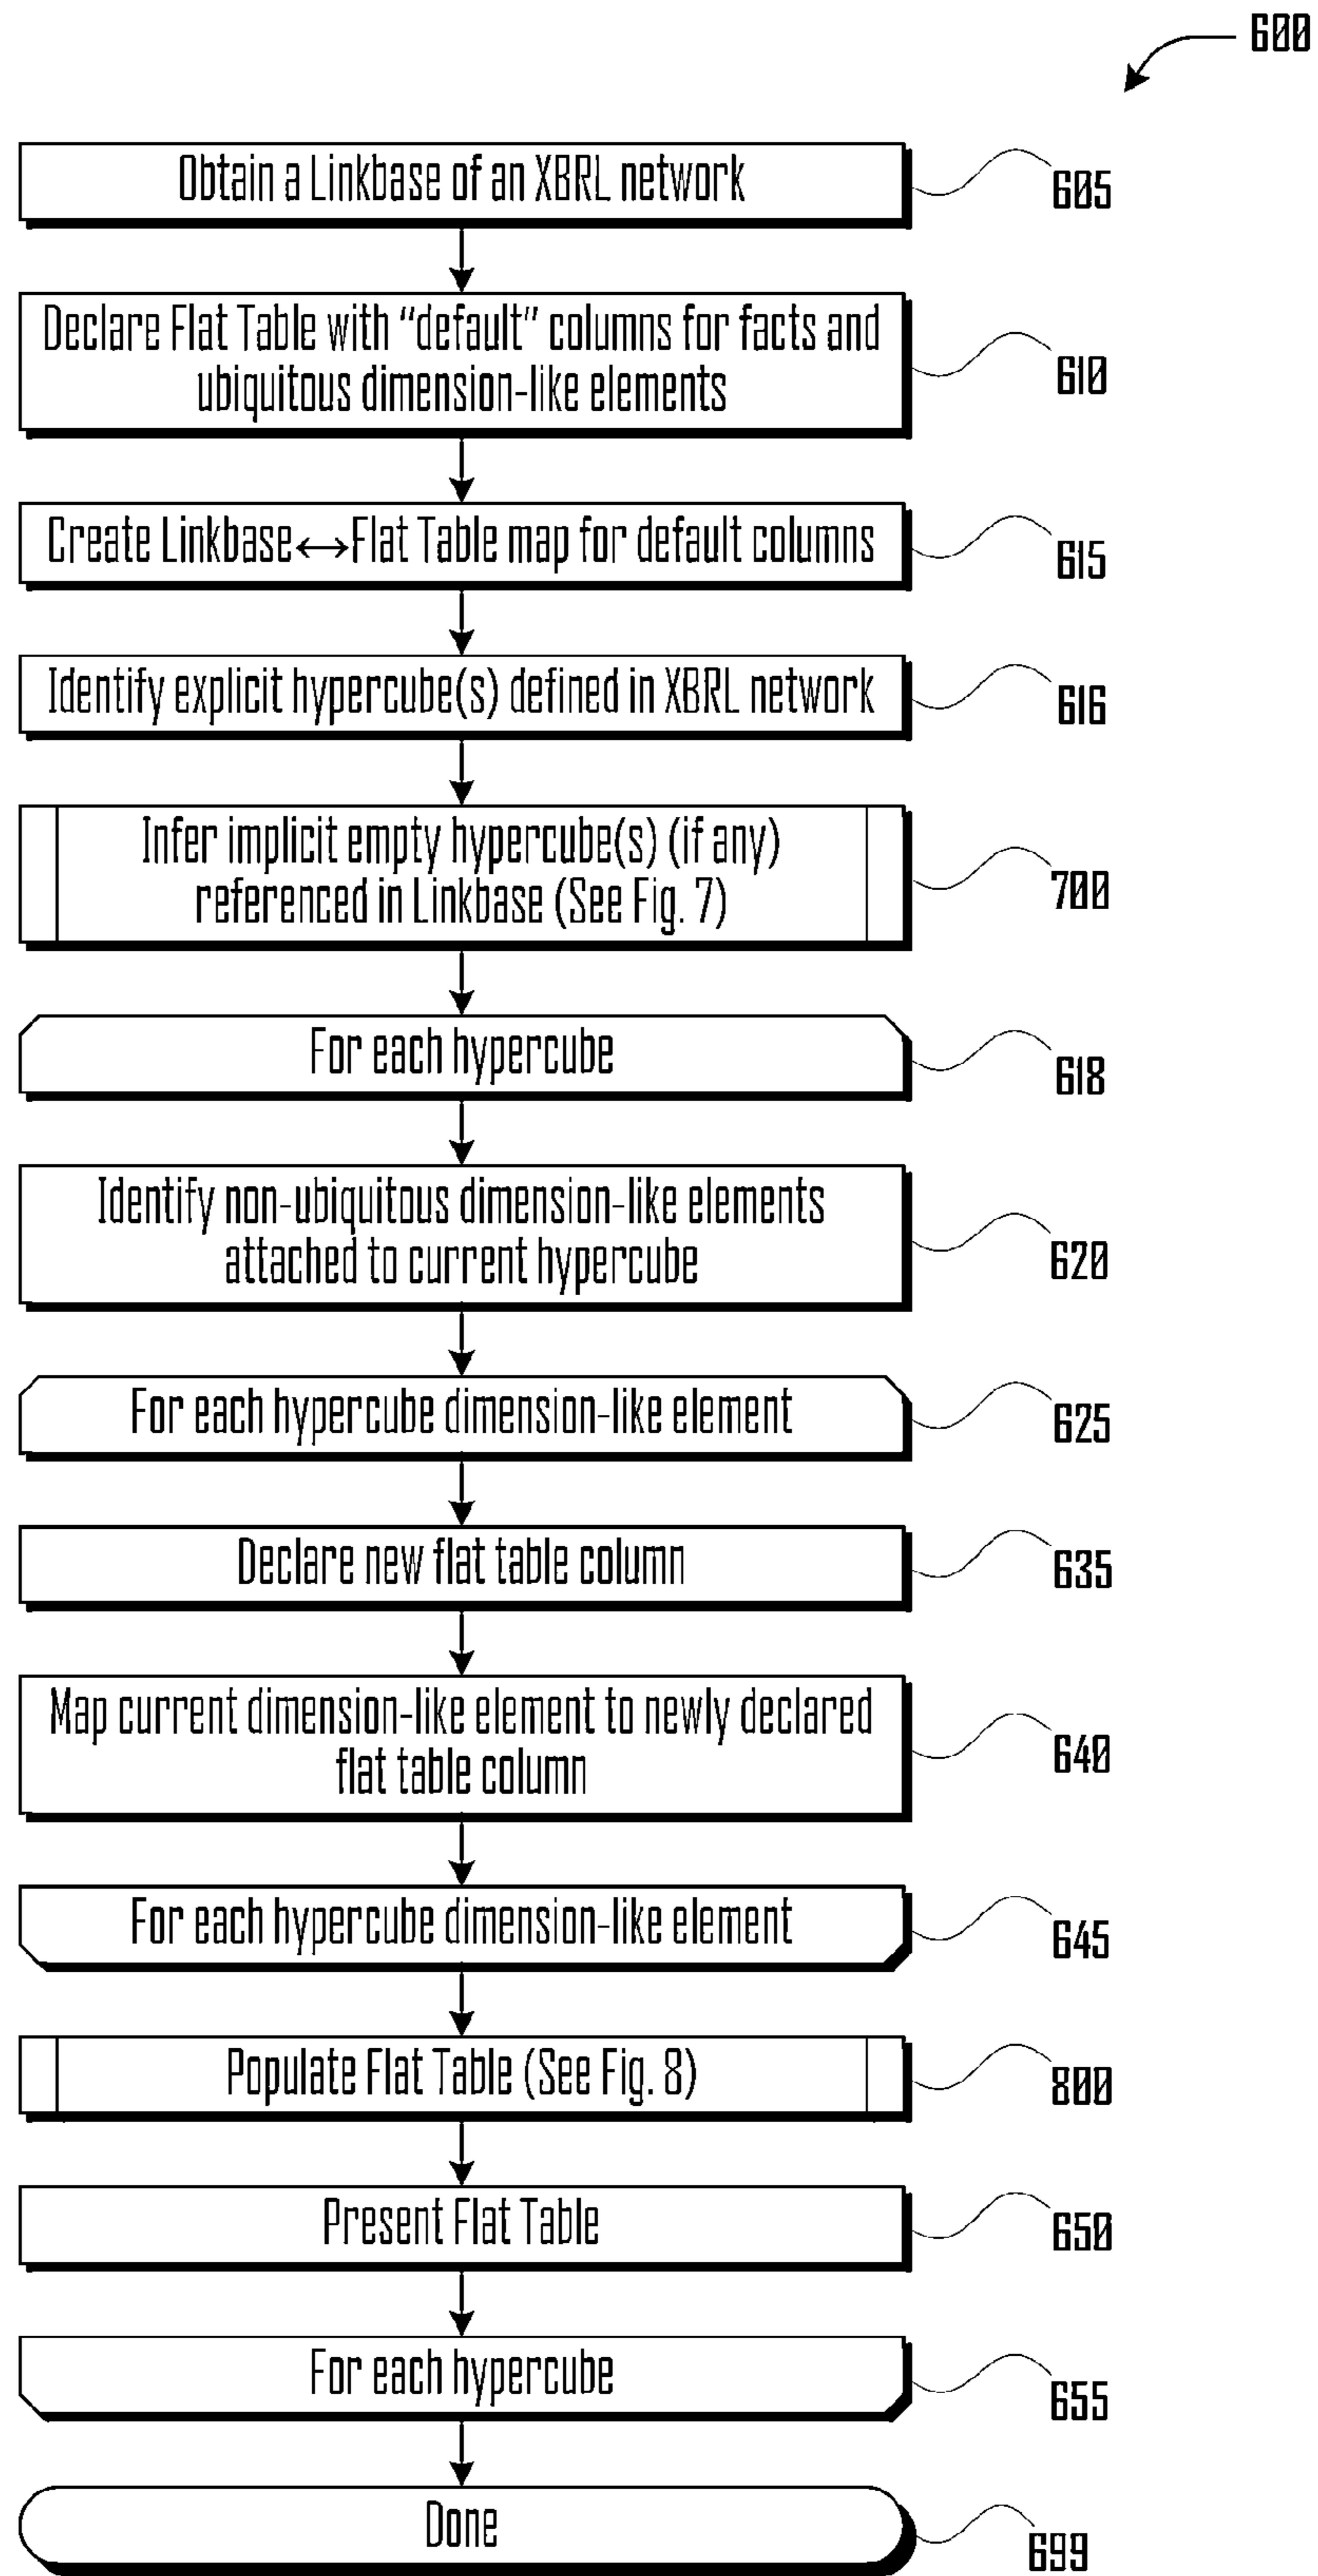 600
Obtain a Linkbase of an XBRL network
605
Declare Flat Table with “default” columns for facts and
ubiquitous dimension-like elements
610
Create Linkbase↔Flat Table map for default columns
615
Identify explicit hypercube(s) defined in XBRL network
616
Infer implicit empty hypercube(s) (if any)
referenced in Linkbase (See Fig. 7)
700
For each hypercube
618
Identify non-ubiquitous dimension-like elements
attached to current hypercube
620
For each hypercube dimension-like element
625
Declare new flat table column
635
Map current dimension-like element to newly declared
flat table column
640
For each hypercube dimension-like element
645
Populate Flat Table (See Fig. 8)
800
Present Flat Table
650
For each hypercube
655
Done
699